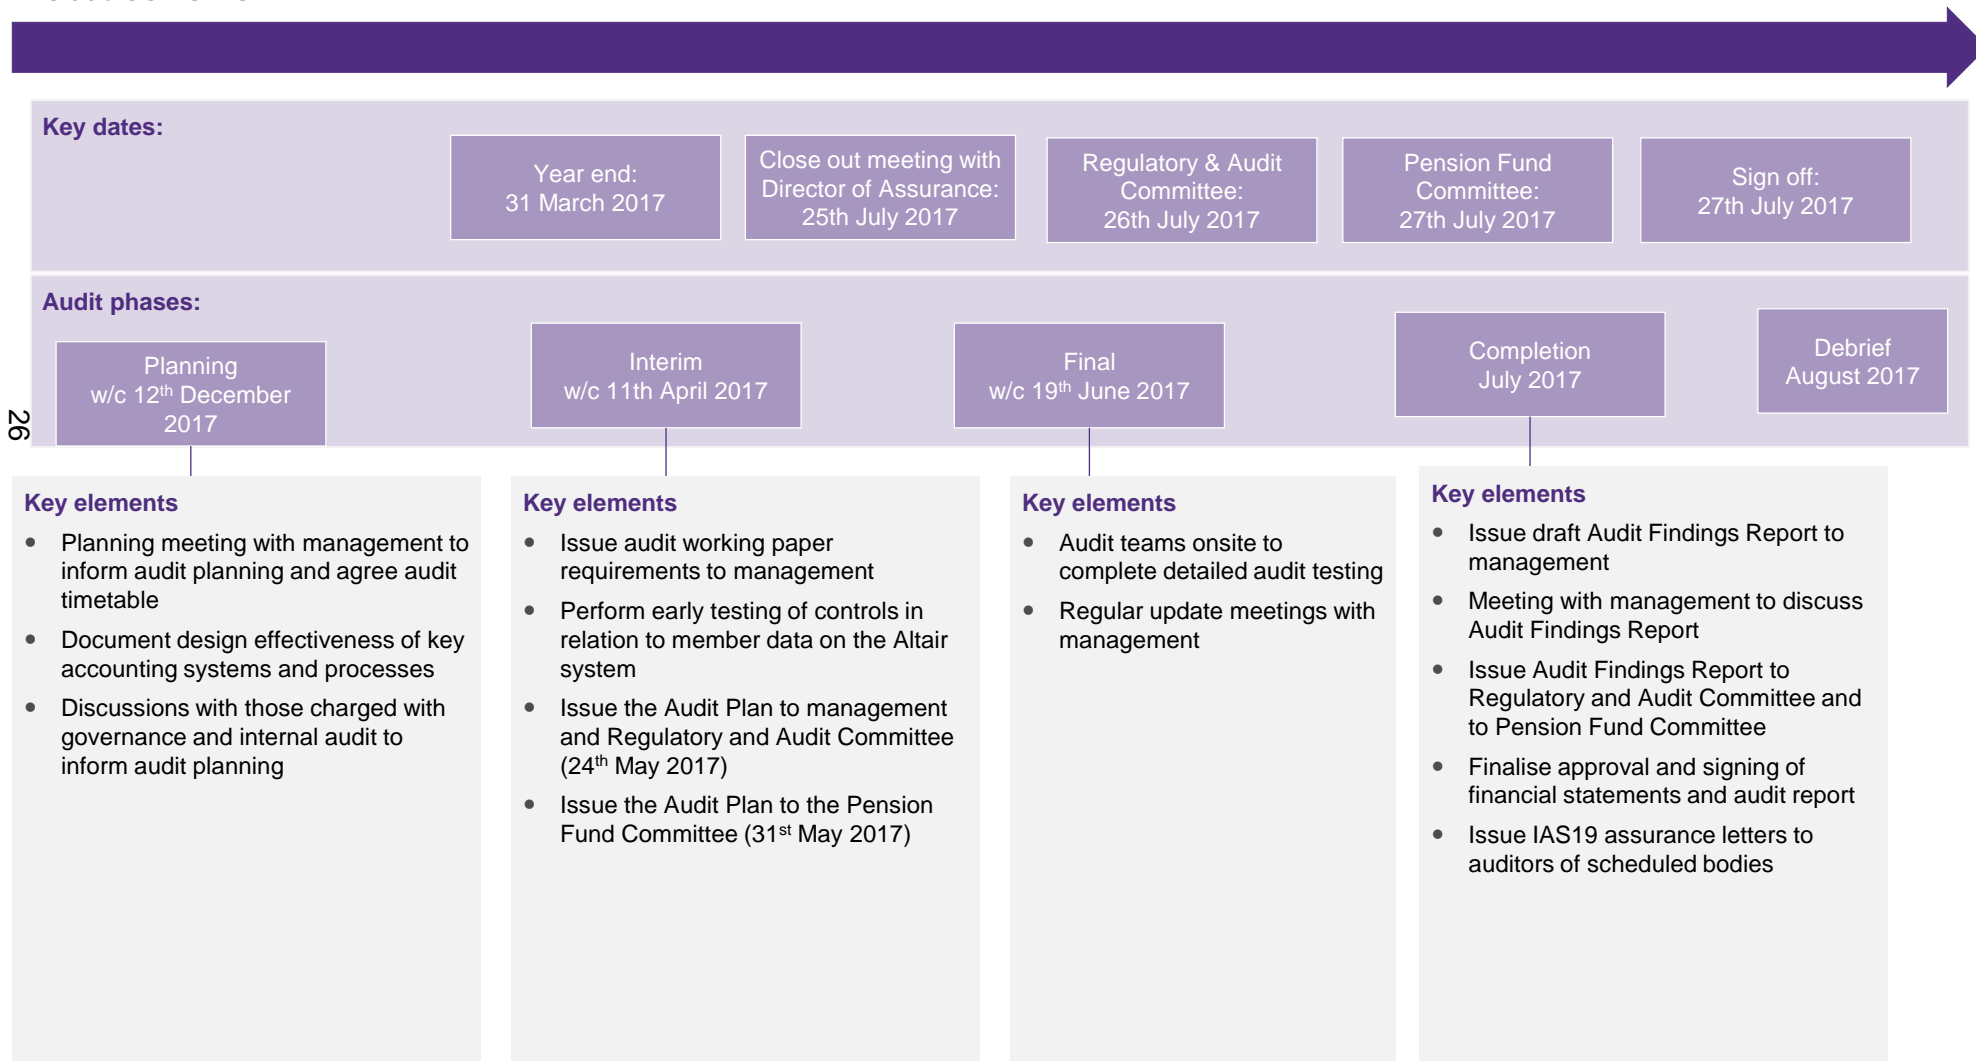 Key dates:
Year end:
31 March 2017
Close out meeting with
Director of Assurance:
25th July 2017
Regulatory & Audit
Committee:
26th July 2017
Pension Fund
Committee:
27th July 2017
Sign off:
27th July 2017
Audit phases:
Planning
w/c 12th December
2017
Interim
w/c 11th April 2017
Final
w/c 19th June 2017
Completion
July 2017
Debrief
August 2017
26
Key elements
• Planning meeting with management to
inform audit planning and agree audit
timetable
• Document design effectiveness of key
accounting systems and processes
• Discussions with those charged with
governance and internal audit to
inform audit planning
Key elements
• Issue audit working paper
requirements to management
• Perform early testing of controls in
relation to member data on the Altair
system
• Issue the Audit Plan to management
and Regulatory and Audit Committee
(24th May 2017)
• Issue the Audit Plan to the Pension
Fund Committee (31st May 2017)
Key elements
• Audit teams onsite to
complete detailed audit testing
• Regular update meetings with
management
Key elements
• Issue draft Audit Findings Report to
management
• Meeting with management to discuss
Audit Findings Report
• Issue Audit Findings Report to
Regulatory and Audit Committee and
to Pension Fund Committee
• Finalise approval and signing of
financial statements and audit report
• Issue IAS19 assurance letters to
auditors of scheduled bodies